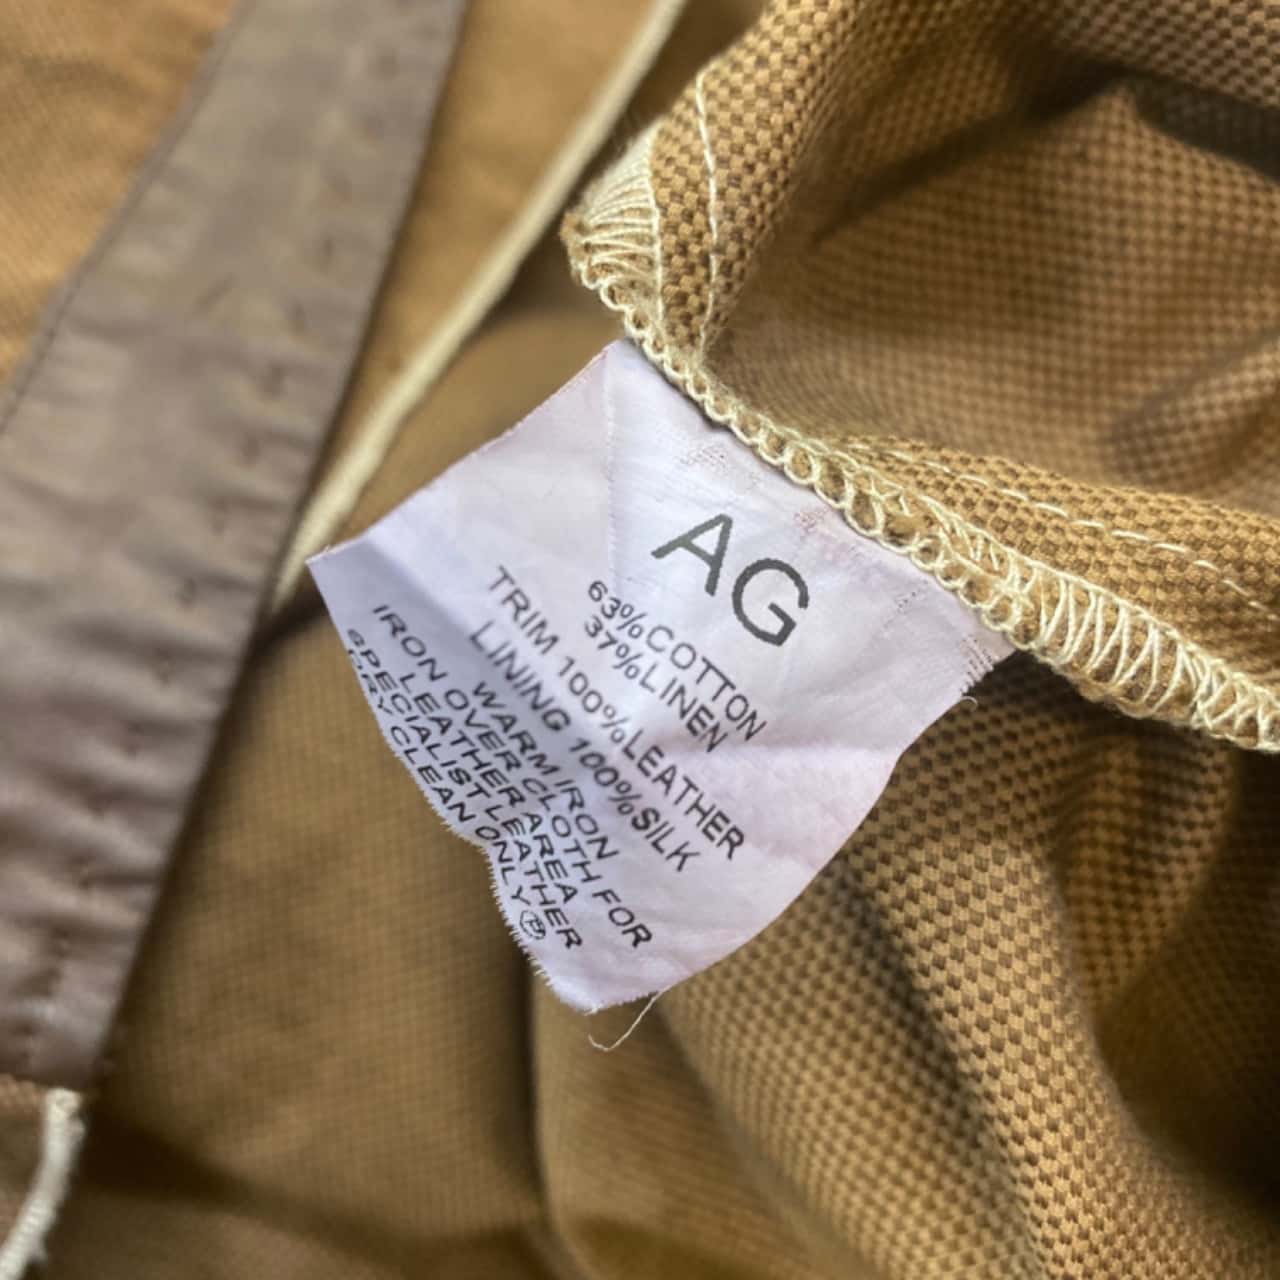 AG
63%COTTON
37%LINEN
TRIM 100%LEATHER
LINING 100%SILK
WARM IRON
IRON OVER CLOTH FOR
LEATHER AREA
SPECIALIST LEATHER
DRY CLEAN ONLY Ⓟ